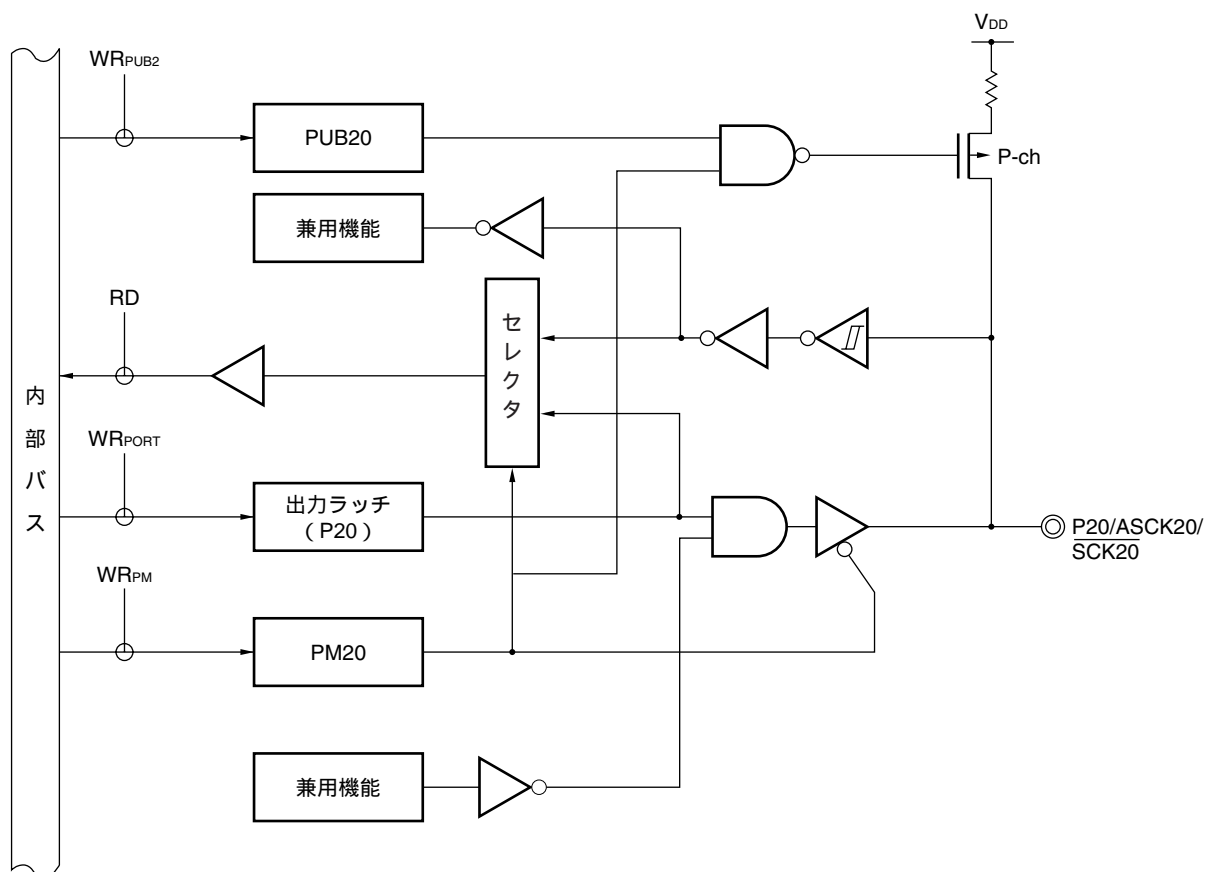 VDD
WRPUB2
PUB20
P-ch
兼用機能
RD
セレクタ
内部バス
WRPORT
出力ラッチ
(P20)
P20/ASCK20/
SCK20
WRPM
PM20
兼用機能